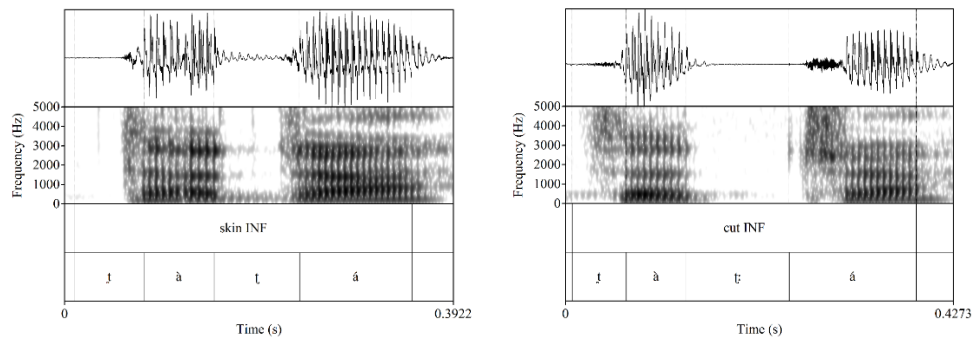 5000
4000
3000
2000
1000
0
Frequency (Hz)
skin INF
t̪ à t̪ á
0 0.3922
Time (s)
5000
4000
3000
2000
1000
0
Frequency (Hz)
cut INF
t̪ à t̪ː á
0 0.4273
Time (s)